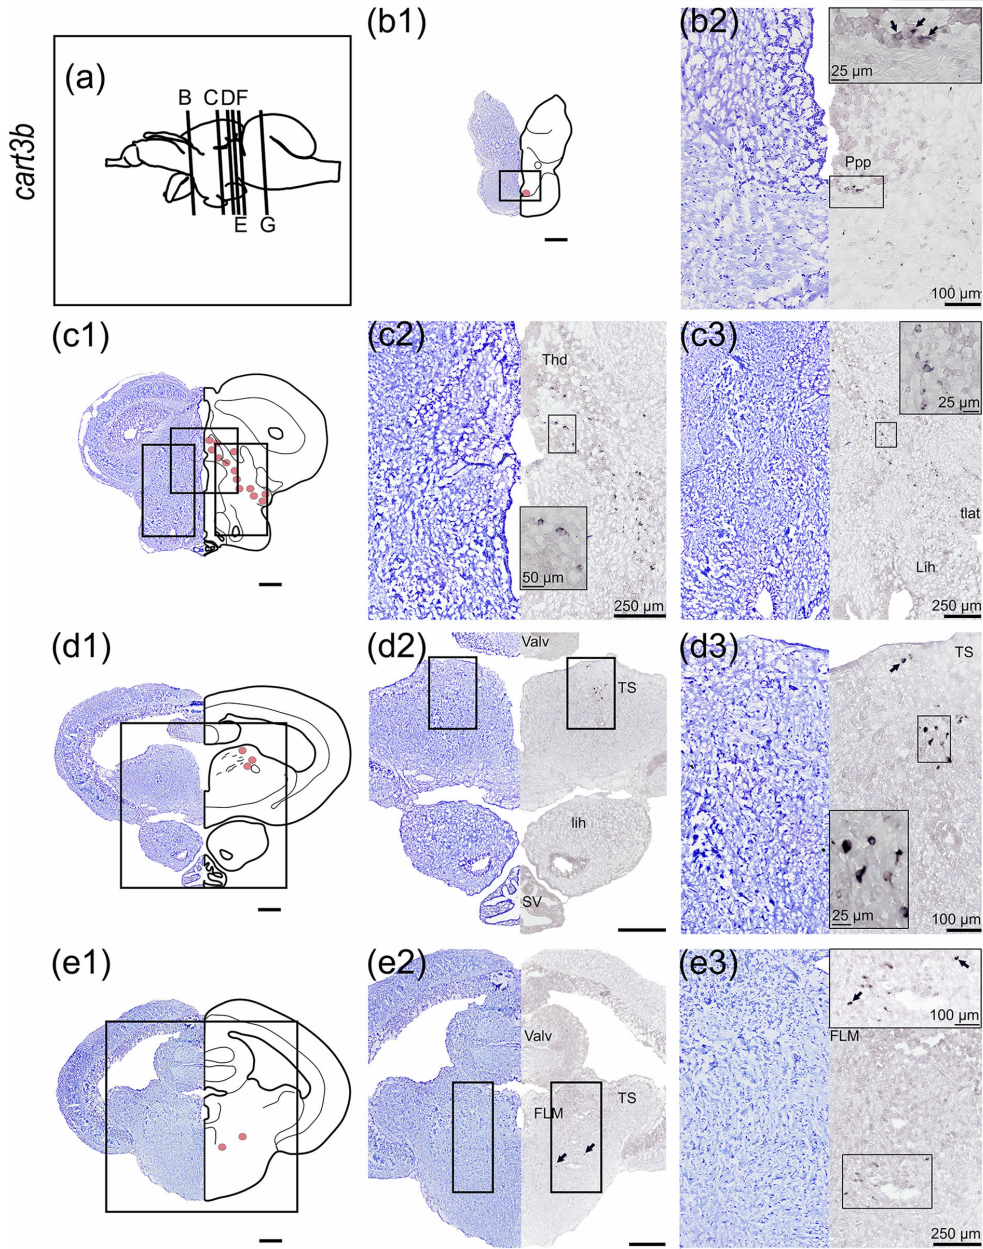 cart3b
(a)
B C D F
E G
(b1)
(b2)
25 µm
Ppp
100 µm
(c1)
(c2)
Thd
50 µm
250 µm
(c3)
25 µm
tlat
Lih
250 µm
(d1)
(d2)
Valv
TS
lih
SV
(d3)
TS
25 µm
100 µm
(e1)
(e2)
Valv
FLM
TS
(e3)
100 µm
FLM
250 µm